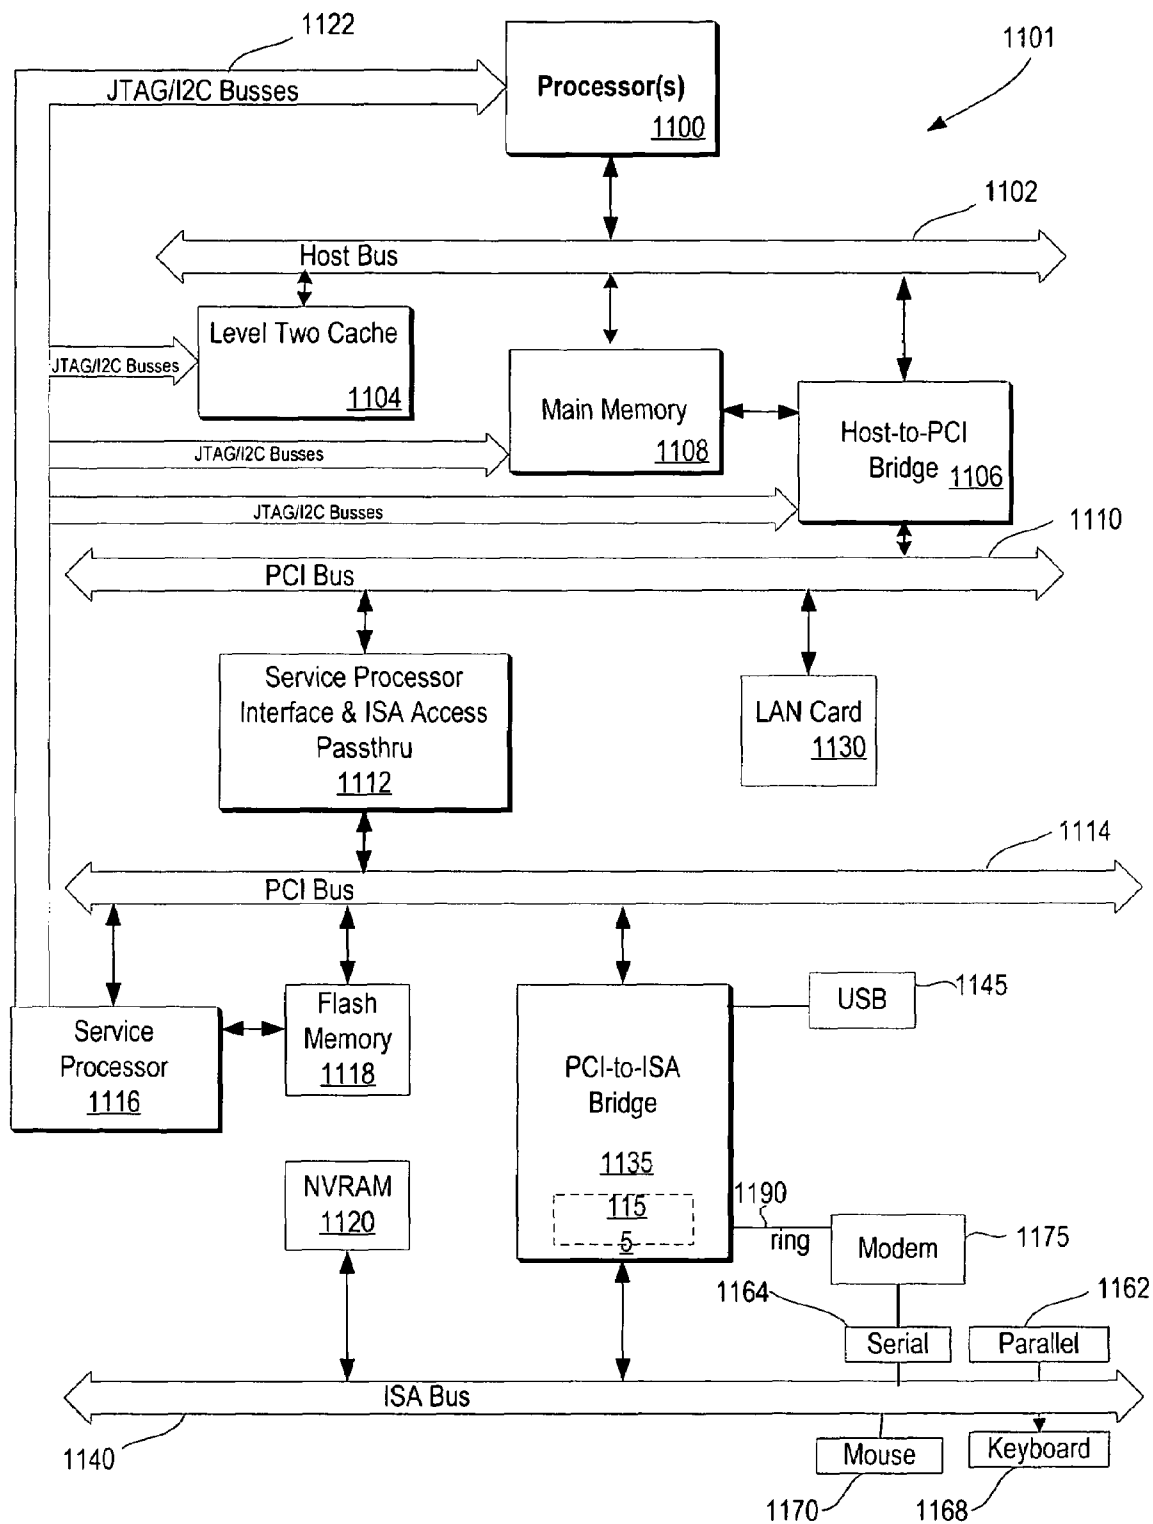 1122
1101
JTAG/I2C Busses
Processor(s)
1100
1102
Host Bus
Level Two Cache
1104
JTAG/I2C Busses
Main Memory
1108
Host-to-PCI
Bridge 1106
JTAG/I2C Busses
JTAG/I2C Busses
1110
PCI Bus
Service Processor
Interface & ISA Access
Passthru
1112
LAN Card
1130
1114
PCI Bus
Service
Processor
1116
Flash
Memory
1118
PCI-to-ISA
Bridge
1135
115
5
USB
1145
NVRAM
1120
1190
ring
Modem
1175
1164
1162
Serial
Parallel
ISA Bus
1140
Mouse
Keyboard
1170
1168